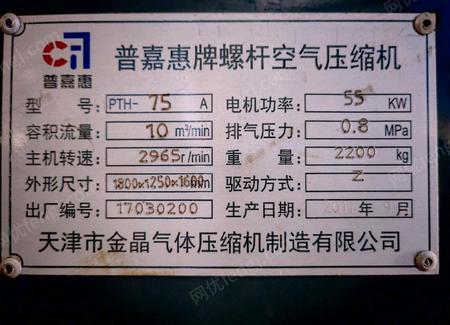 普嘉惠
普嘉惠牌螺杆空气压缩机
型 号: PTH-75 A 电机功率: 55 KW
容积流量: 10 m³/min 排气压力: 0.8 MPa
主机转速: 2965 r/min 重 量: 2200 kg
外形尺寸: 1800×1250×1600mm 驱动方式: Z
出厂编号: 17030200 生产日期: 年 9月
天津市金晶气体压缩机制造有限公司